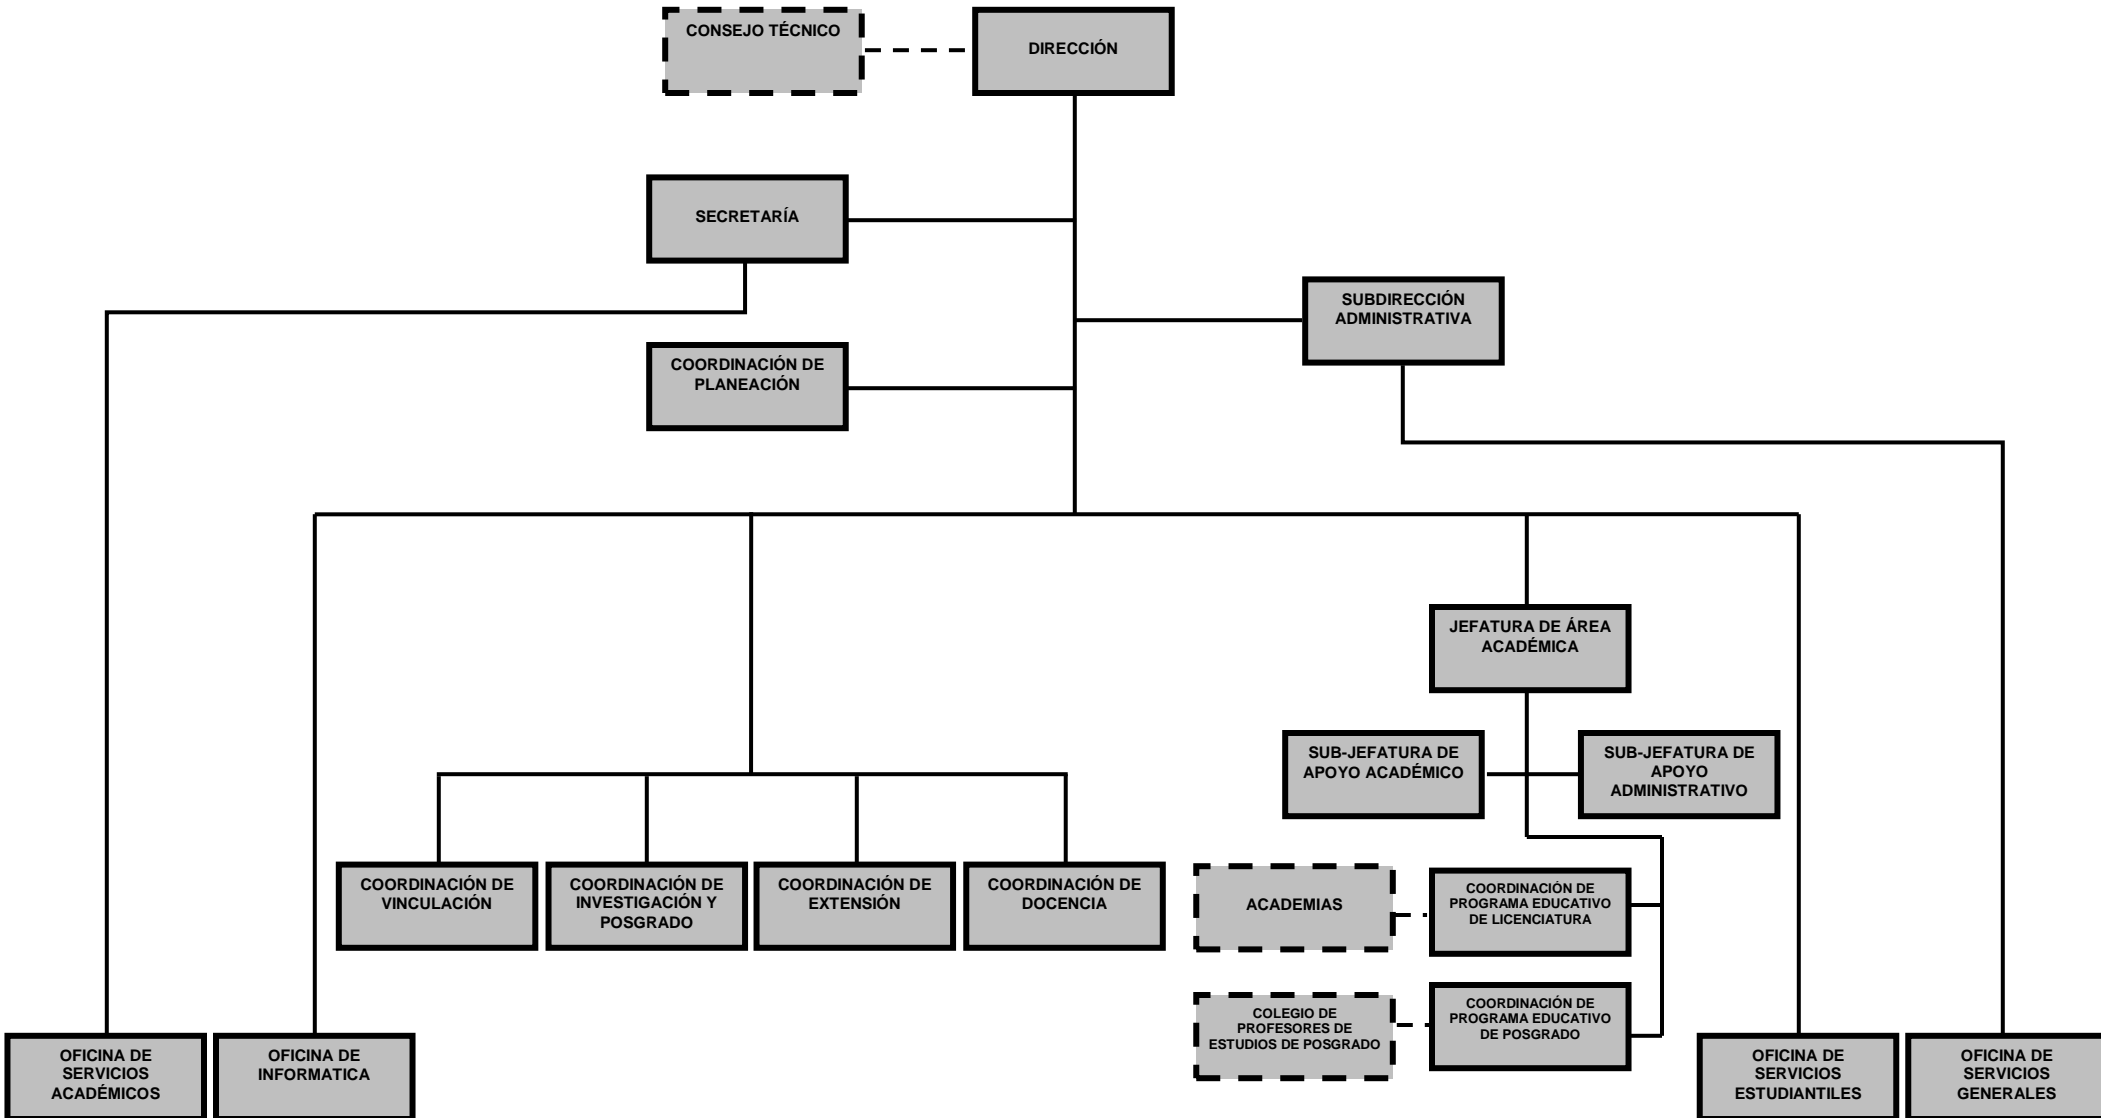 CONSEJO TÉCNICO
DIRECCIÓN
SECRETARÍA
SUBDIRECCIÓN
ADMINISTRATIVA
COORDINACIÓN DE
PLANEACIÓN
JEFATURA DE ÁREA
ACADÉMICA
SUB-JEFATURA DE
APOYO ACADÉMICO
SUB-JEFATURA DE
APOYO
ADMINISTRATIVO
COORDINACIÓN DE
VINCULACIÓN
COORDINACIÓN DE
INVESTIGACIÓN Y
POSGRADO
COORDINACIÓN DE
EXTENSIÓN
COORDINACIÓN DE
DOCENCIA
ACADEMIAS
COORDINACIÓN DE
PROGRAMA EDUCATIVO
DE LICENCIATURA
COLEGIO DE
PROFESORES DE
ESTUDIOS DE POSGRADO
COORDINACIÓN DE
PROGRAMA EDUCATIVO
DE POSGRADO
OFICINA DE
SERVICIOS
ACADÉMICOS
OFICINA DE
INFORMATICA
OFICINA DE
SERVICIOS
ESTUDIANTILES
OFICINA DE
SERVICIOS
GENERALES